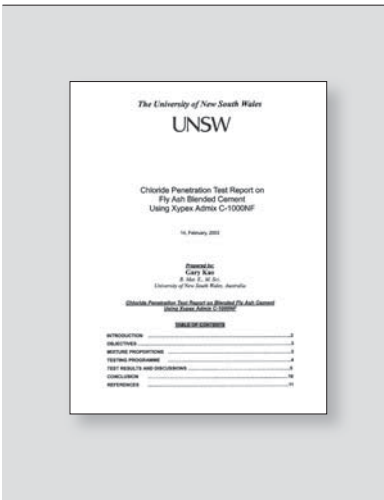 The University of New South Wales
UNSW
Chloride Penetration Test Report on
Fly Ash Blended Cement
Using Xypex Admix C-1000NF
14, February, 2003
Prepared by:
Gary Kao
University of New South Wales, Australia
Chloride Penetration Test Report on Blended Fly Ash Cement
Using Xypex Admix C-1000NF
TABLE OF CONTENTS
INTRODUCTION
OBJECTIVES
MIXTURE PROPORTIONS
TESTING PROGRAMME
TEST RESULTS AND DISCUSSIONS
CONCLUSION
REFERENCES